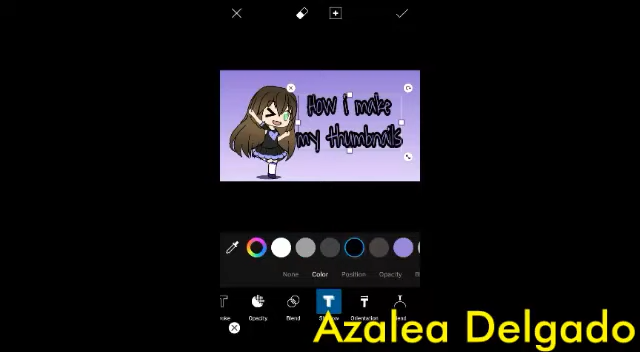 How i make
my thumbnails
None Color Position Opacity
Opacity Blend Shadow Orientation
Azalea Delgado